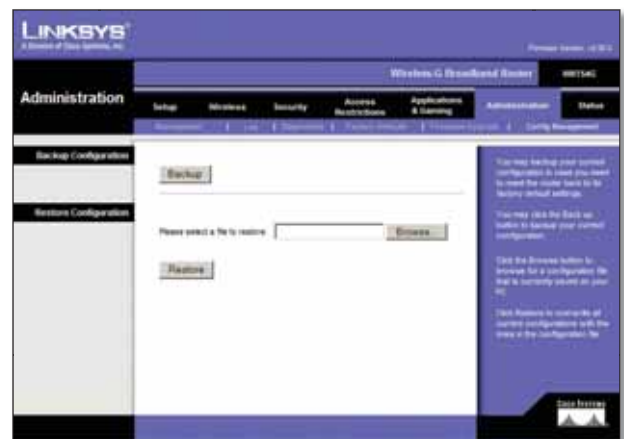 LINKSYS®
A Division of Cisco Systems, Inc.
Wireless-G Broadband Router
WRT54G
Administration
Setup
Wireless
Security
Access
Restrictions
Applications
& Gaming
Administration
Status
Management | Log | Diagnostics | Factory Defaults | Firmware Upgrade | Config Management
Backup Configuration
Backup
Restore Configuration
Please select a file to restore
Browse...
Restore
You may backup your current
configuration in case you need
to reset the router back to its
factory default settings.
You may click the Back up
button to backup your current
configuration.
Click the Browse button to
browse for a configuration file
that is currently saved on your
PC.
Click Restore to overwrite all
current configurations with the
ones in the configuration file.
Cisco Systems